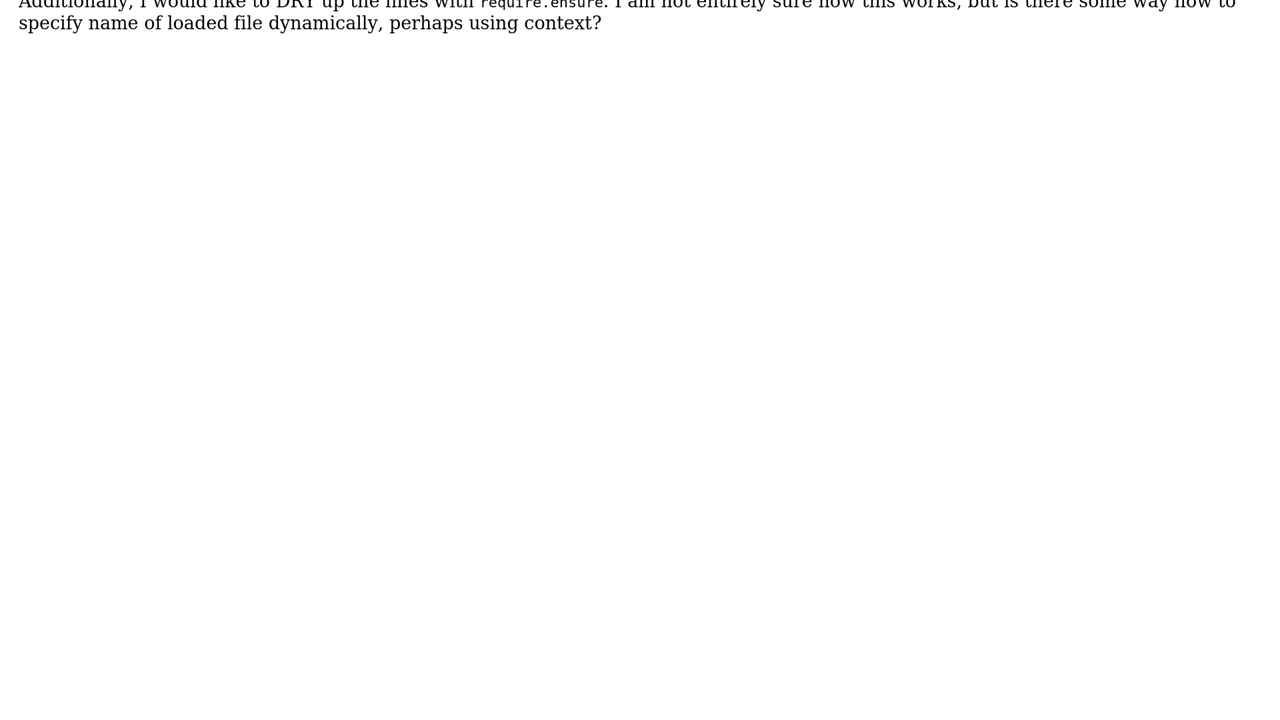 Additionally, I would like to DRY up the lines with require.ensure. I am not entirely sure how this works, but is there some way how to
specify name of loaded file dynamically, perhaps using context?